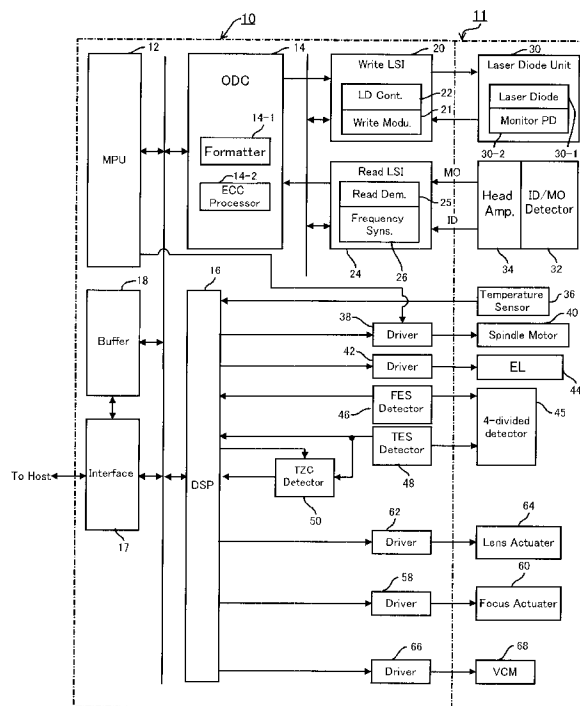 10
11
12
14
20
30
MPU
ODC
14-1
Formatter
14-2
ECC
Processor
Write LSI
22
LD Cont.
21
Write Modu.
Laser Diode Unit
Laser Diode
Monitor PD
30-2
30-1
Read LSI
Read Dem.
25
Frequency
Syns.
24
26
MO
ID
Head
Amp.
ID/MO
Detector
34
32
18
Buffer
16
DSP
Temperature
Sensor
36
38
Driver
40
Spindle Motor
42
Driver
EL
44
FES
Detector
46
4-divided
detector
45
TES
Detector
48
TZC
Detector
50
To Host
Interface
17
62
Driver
64
Lens Actuater
58
Driver
60
Focus Actuater
66
Driver
68
VCM